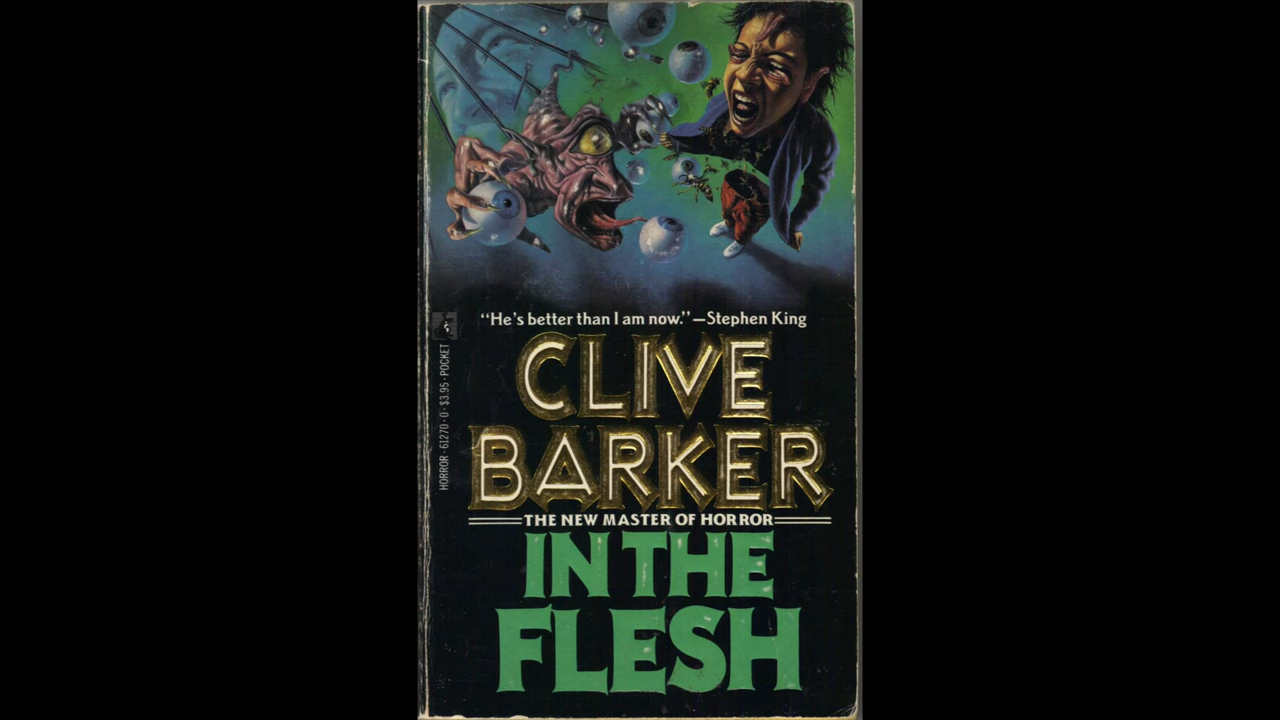 "He's better than I am now."—Stephen King
CLIVE
BARKER
THE NEW MASTER OF HORROR
IN THE
FLESH
HORROR · 61270-0 · $3.95 · POCKET